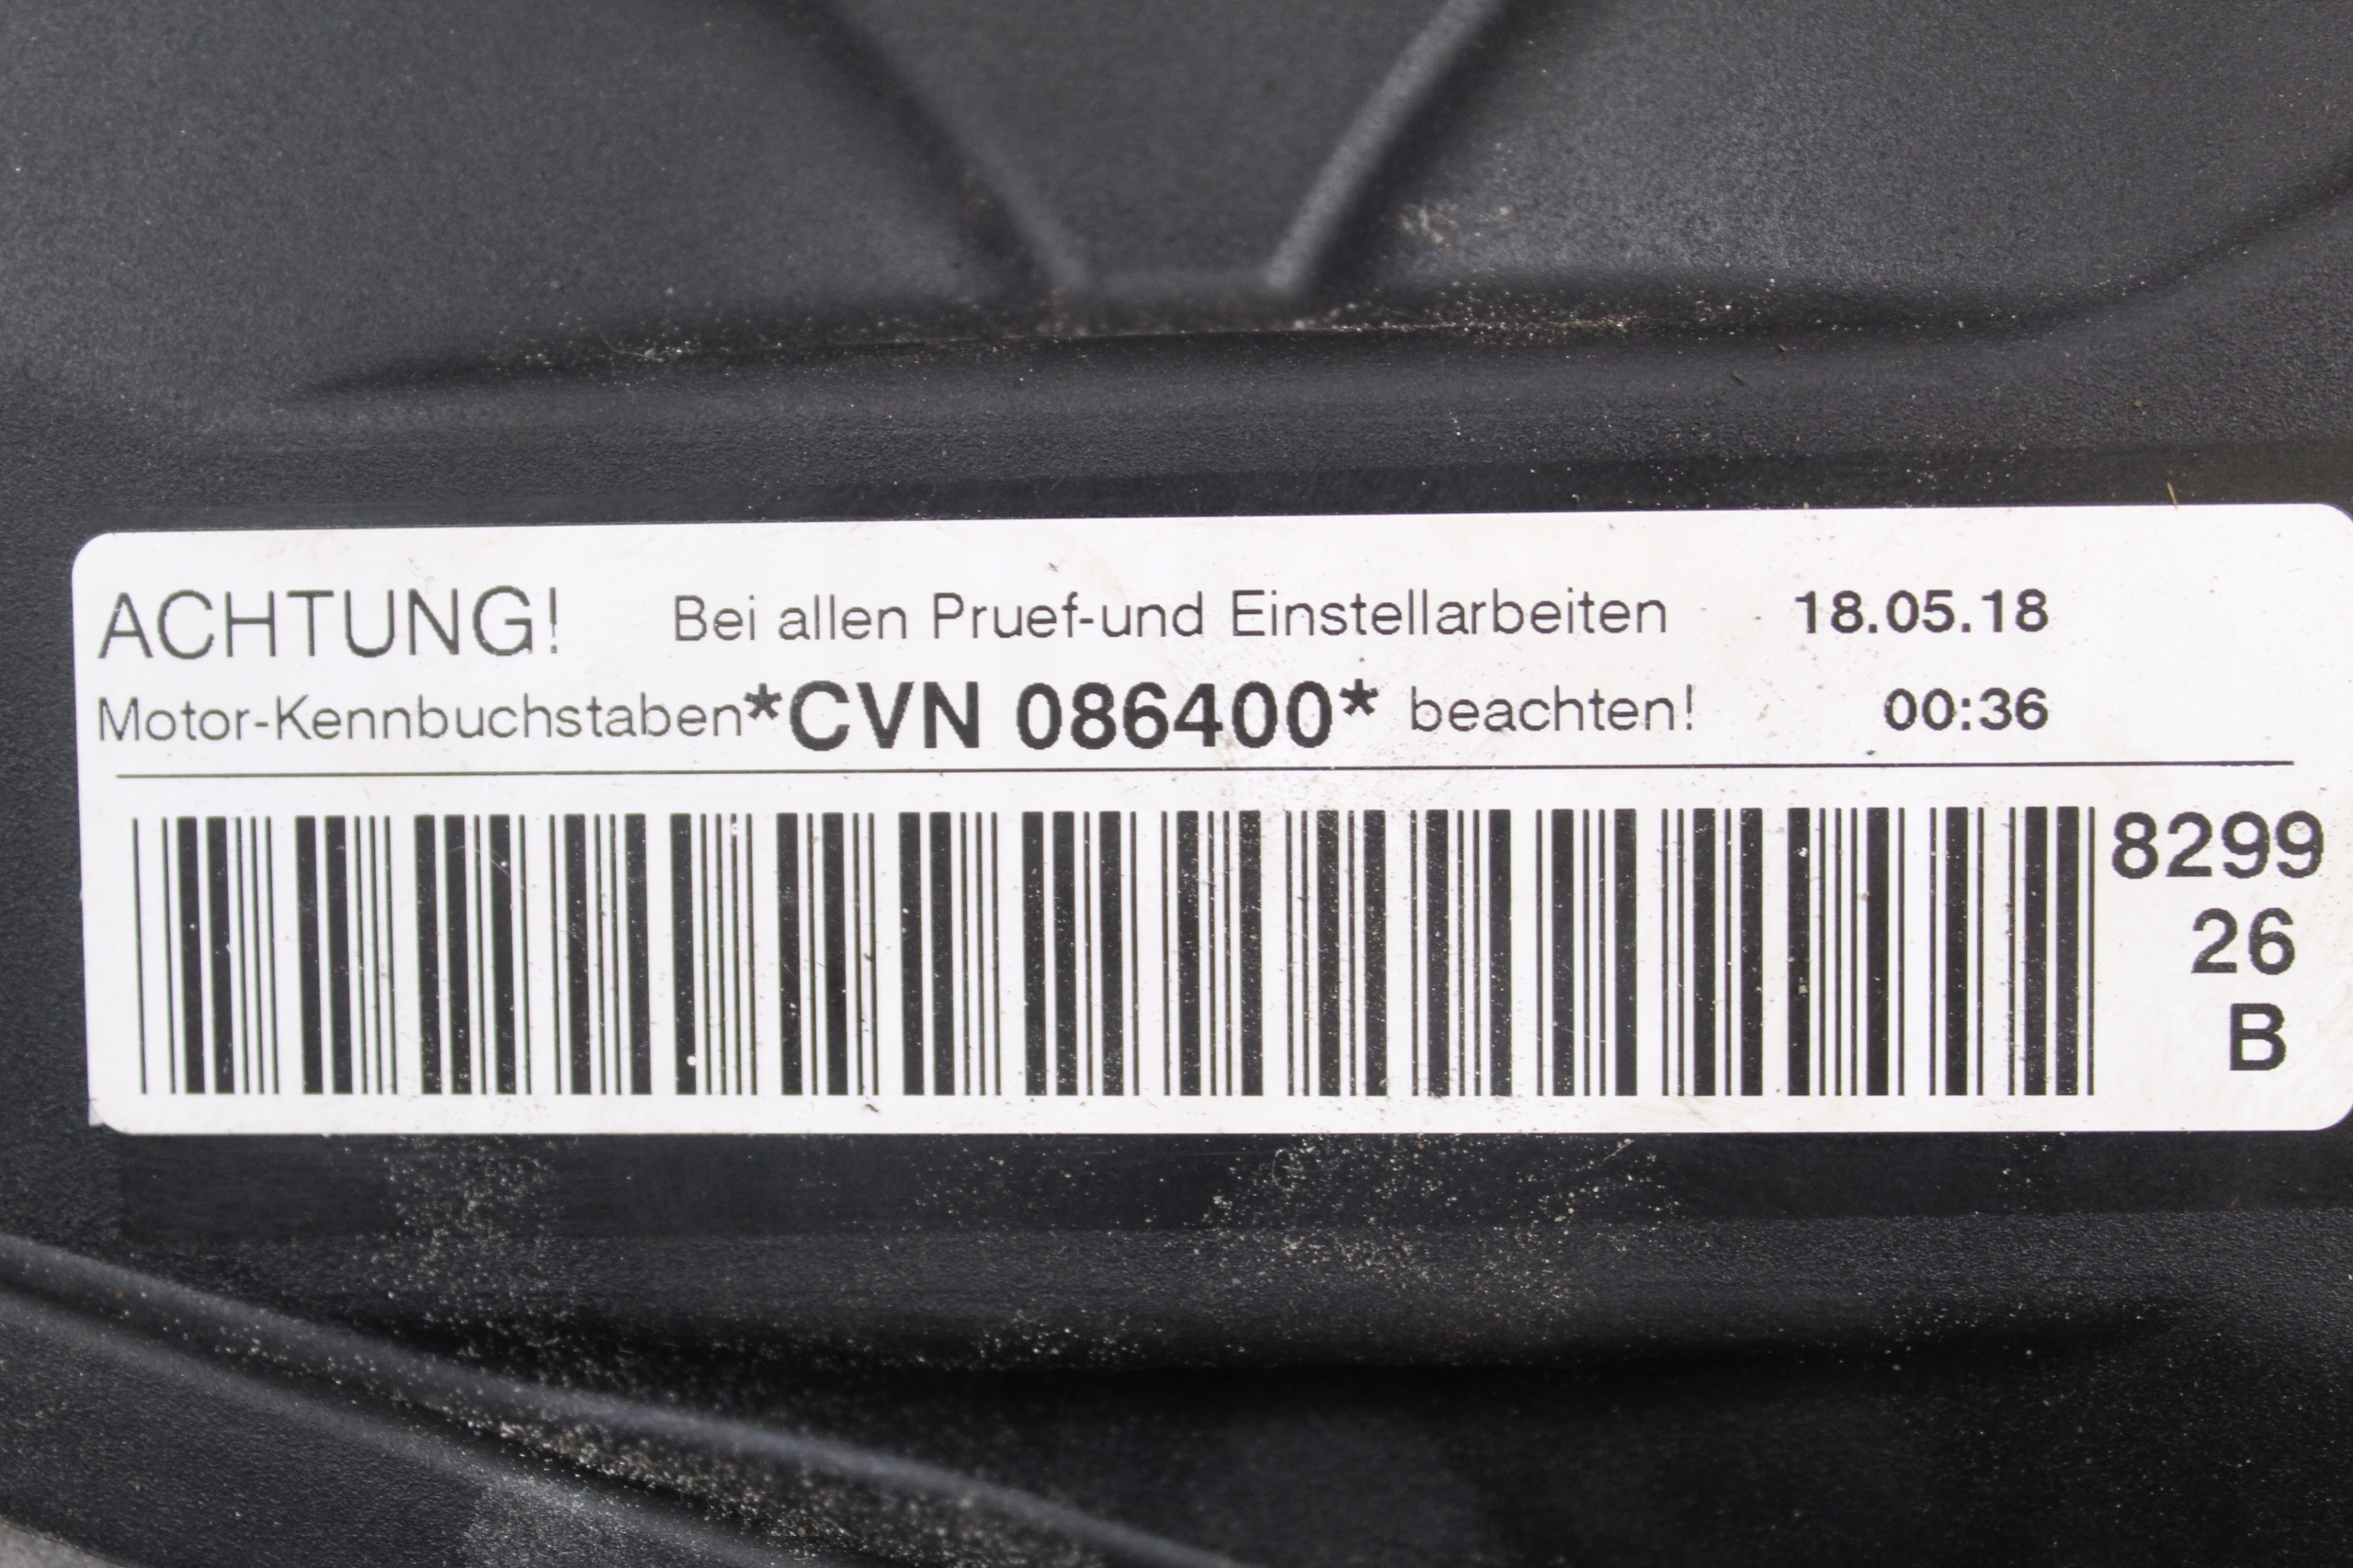 ACHTUNG! Bei allen Pruef-und Einstellarbeiten 18.05.18
Motor-Kennbuchstaben*CVN 086400* beachten! 00:36
8299
26
B